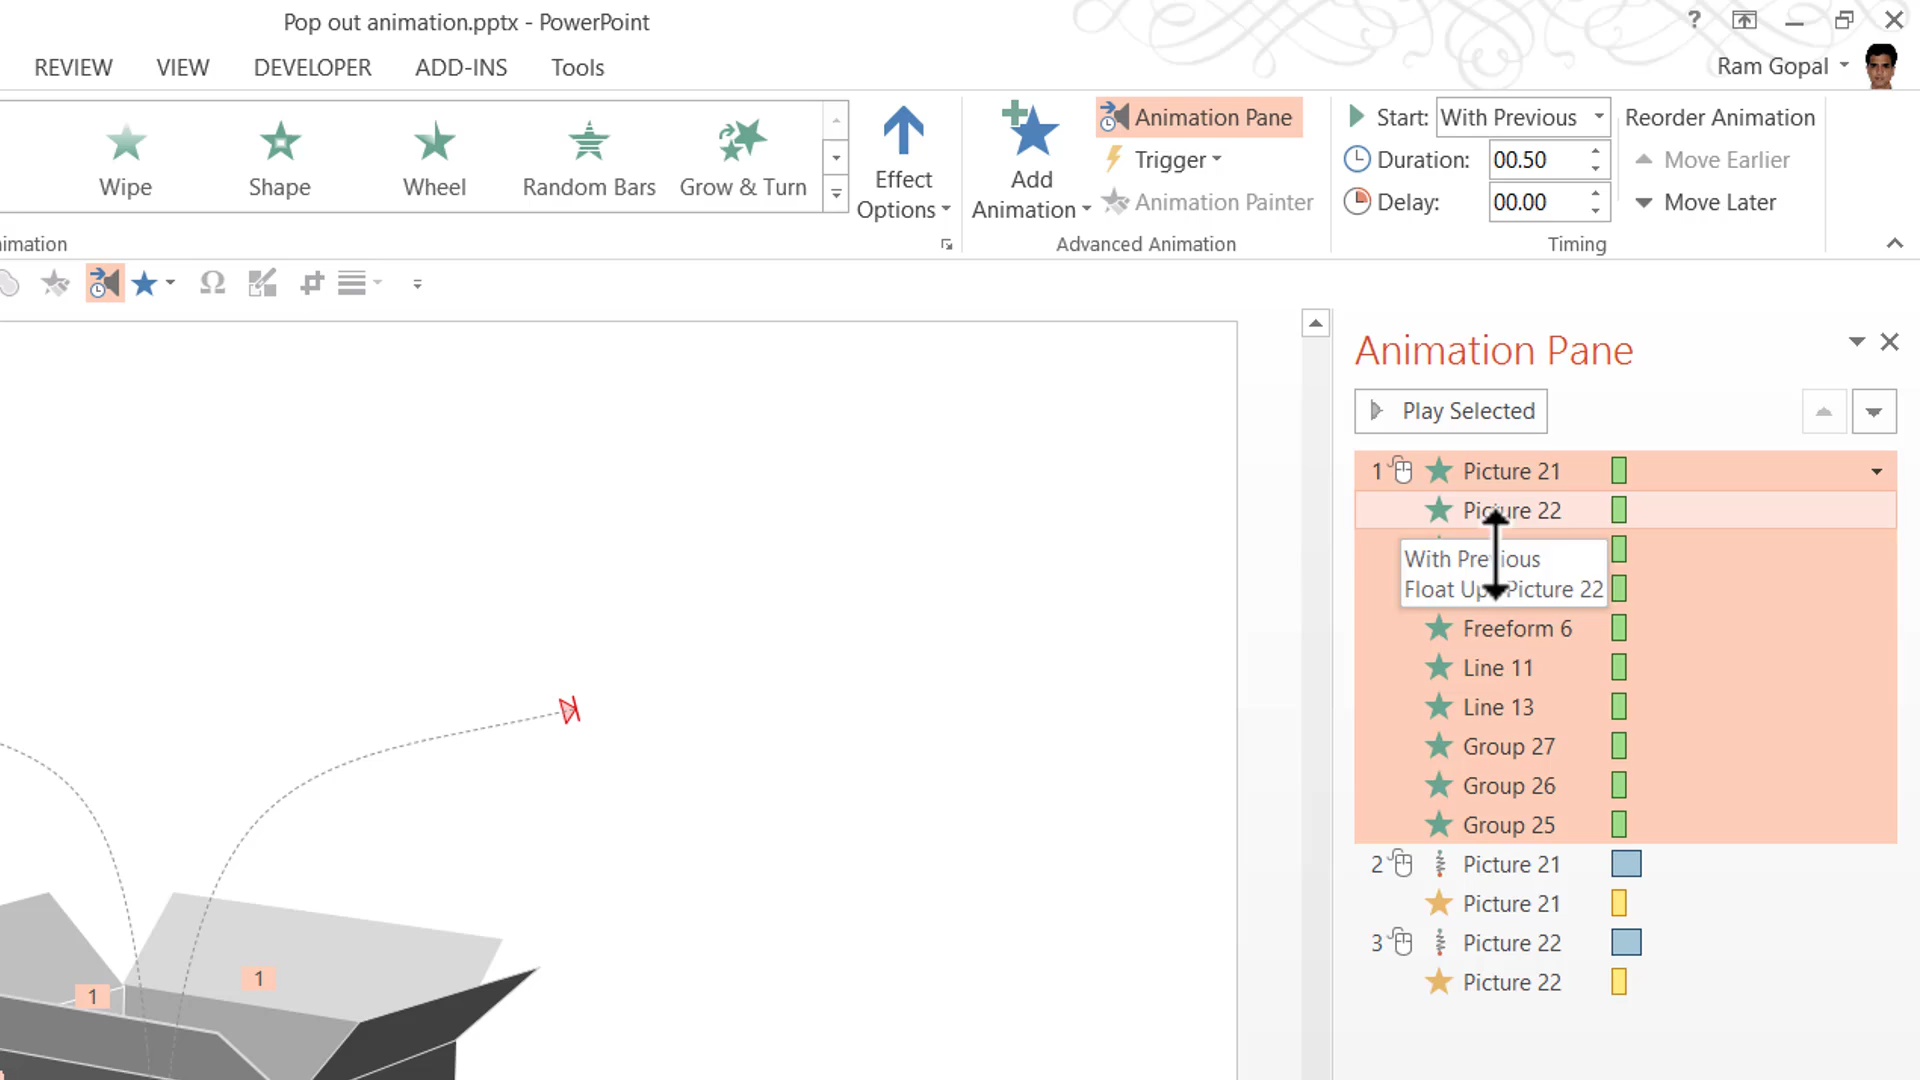 Pop out animation.pptx - PowerPoint
?
REVIEW VIEW DEVELOPER ADD-INS Tools
Ram Gopal
Wipe
Shape
Wheel
Random Bars
Grow & Turn
Effect
Options
Add
Animation
Animation Pane
Trigger
Animation Painter
Start: With Previous
Duration: 00.50
Delay: 00.00
Reorder Animation
Move Earlier
Move Later
imation
Advanced Animation
Timing
Ω
Animation Pane
Play Selected
1 Picture 21
Picture 22
With Previous
Float Up: Picture 22
Freeform 6
Line 11
Line 13
Group 27
Group 26
Group 25
2 Picture 21
Picture 21
3 Picture 22
Picture 22
1
1